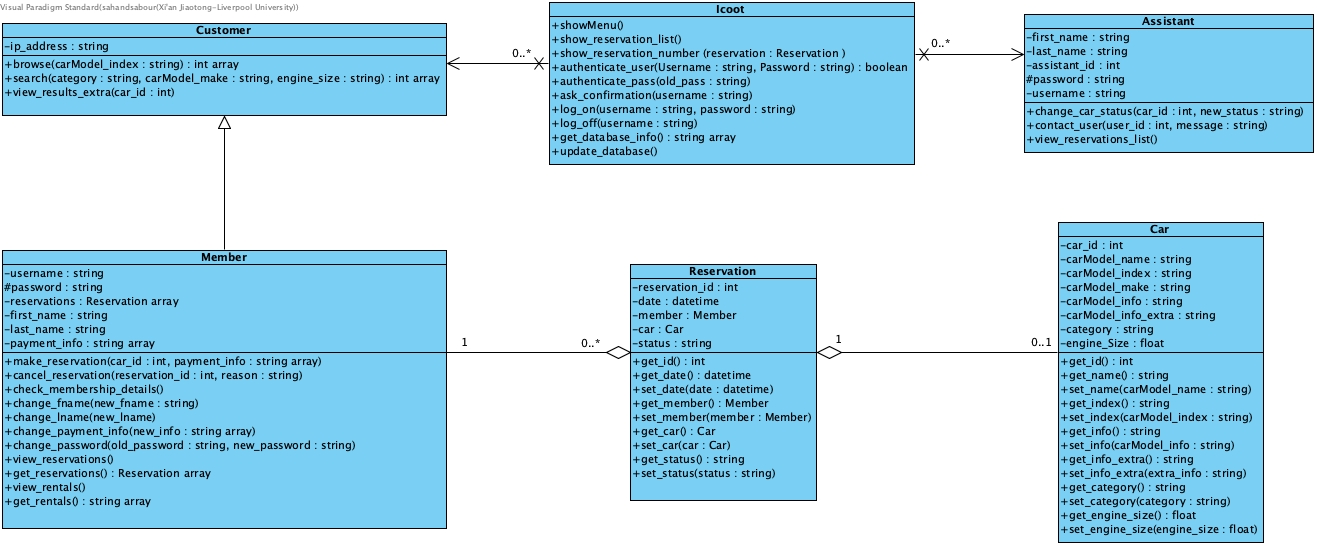 Visual Paradigm Standard(sahandsabour(Xi'an Jiaotong-Liverpool University))
Customer
-ip_address : string
+browse(carModel_index : string) : int array
+search(category : string, carModel_make : string, engine_size : string) : int array
+view_results_extra(car_id : int)
0..*
Icoot
+showMenu()
+show_reservation_list()
+show_reservation_number (reservation : Reservation )
+authenticate_user(Username : string, Password : string) : boolean
+authenticate_pass(old_pass : string)
+ask_confirmation(username : string)
+log_on(username : string, password : string)
+log_off(username : string)
+get_database_info() : string array
+update_database()
0..*
Assistant
-first_name : string
-last_name : string
-assistant_id : int
#password : string
-username : string
+change_car_status(car_id : int, new_status : string)
+contact_user(user_id : int, message : string)
+view_reservations_list()
Member
-username : string
#password : string
-reservations : Reservation array
-first_name : string
-last_name : string
-payment_info : string array
+make_reservation(car_id : int, payment_info : string array)
+cancel_reservation(reservation_id : int, reason : string)
+check_membership_details()
+change_fname(new_fname : string)
+change_lname(new_lname)
+change_payment_info(new_info : string array)
+change_password(old_password : string, new_password : string)
+view_reservations()
+get_reservations() : Reservation array
+view_rentals()
+get_rentals() : string array
1
0..*
Reservation
-reservation_id : int
-date : datetime
-member : Member
-car : Car
-status : string
+get_id() : int
+get_date() : datetime
+set_date(date : datetime)
+get_member() : Member
+set_member(member : Member)
+get_car() : Car
+set_car(car : Car)
+get_status() : string
+set_status(status : string)
1
0..1
Car
-car_id : int
-carModel_name : string
-carModel_index : string
-carModel_make : string
-carModel_info : string
-carModel_info_extra : string
-category : string
-engine_Size : float
+get_id() : int
+get_name() : string
+set_name(carModel_name : string)
+get_index() : string
+set_index(carModel_index : string)
+get_info() : string
+set_info(carModel_info : string)
+get_info_extra() : string
+set_info_extra(extra_info : string)
+get_category() : string
+set_category(category : string)
+get_engine_size() : float
+set_engine_size(engine_size : float)